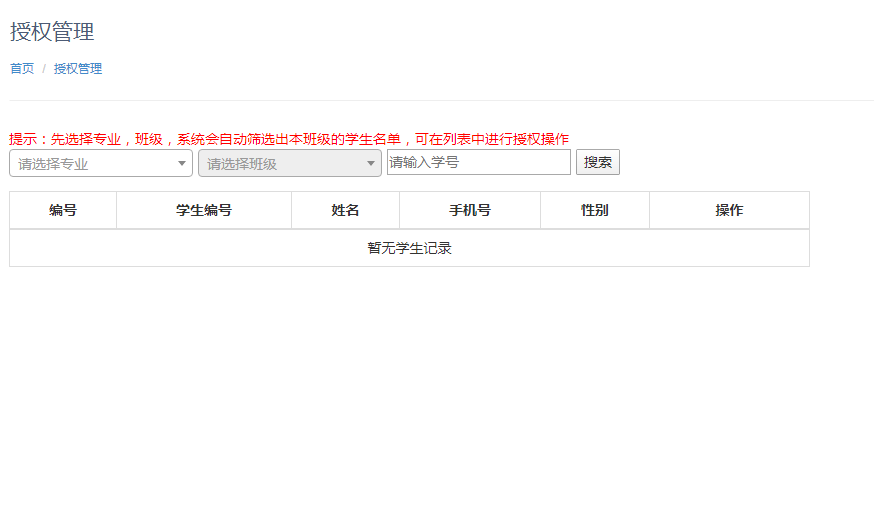 授权管理
首页 / 授权管理
提示：先选择专业，班级，系统会自动筛选出本班级的学生名单，可在列表中进行授权操作
请选择专业 请选择班级 请输入学号 搜索
编号 学生编号 姓名 手机号 性别 操作
暂无学生记录